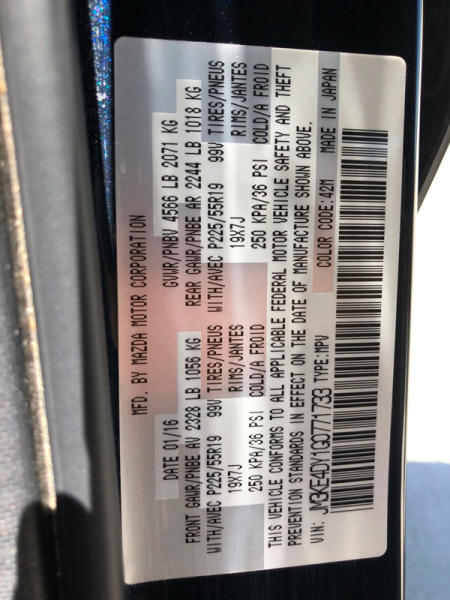 MFD. BY MAZDA MOTOR CORPORATION
DATE 01/16 GVWR/PNBV 4566 LB 2071 KG
FRONT GAWR/PNBE AV 2328 LB 1056 KG REAR GAWR/PNBE AR 2244 LB 1018 KG
WITH/AVEC P225/55R19 99V TIRES/PNEUS WITH/AVEC P225/55R19 99V TIRES/PNEUS
19X7J RIMS/JANTES 19X7J RIMS/JANTES
250 KPA/36 PSI COLD/A FROID 250 KPA/36 PSI COLD/A FROID
THIS VEHICLE CONFORMS TO ALL APPLICABLE FEDERAL MOTOR VEHICLE SAFETY AND THEFT
PREVENTION STANDARDS IN EFFECT ON THE DATE OF MANUFACTURE SHOWN ABOVE.
VIN: JM3KE4DY1G0771733 TYPE:MPV COLOR CODE:42M MADE IN JAPAN